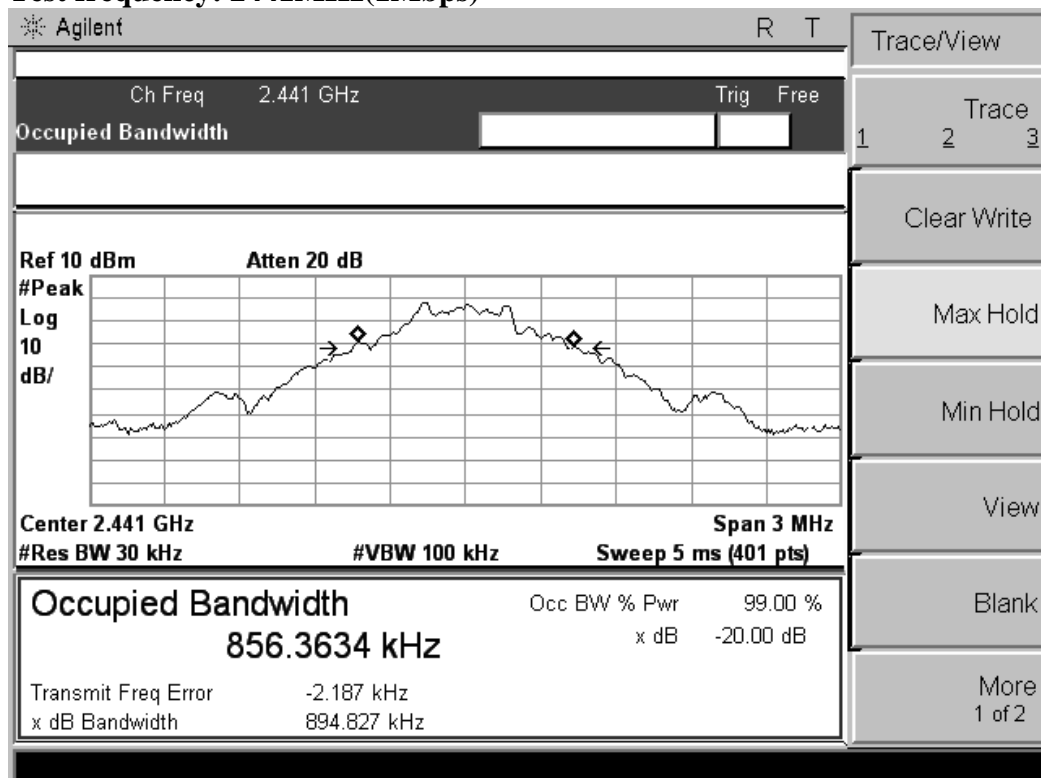 Test frequency: 2441MHz(1Mbps)
Agilent R T
Trace/View
Ch Freq 2.441 GHz Trig Free
Occupied Bandwidth
Trace
1 2 3
Clear Write
Max Hold
Min Hold
View
Blank
More
1 of 2
Ref 10 dBm Atten 20 dB
#Peak
Log
10
dB/
Center 2.441 GHz Span 3 MHz
#Res BW 30 kHz #VBW 100 kHz Sweep 5 ms (401 pts)
Occupied Bandwidth Occ BW % Pwr 99.00 %
856.3634 kHz x dB -20.00 dB
Transmit Freq Error -2.187 kHz
x dB Bandwidth 894.827 kHz